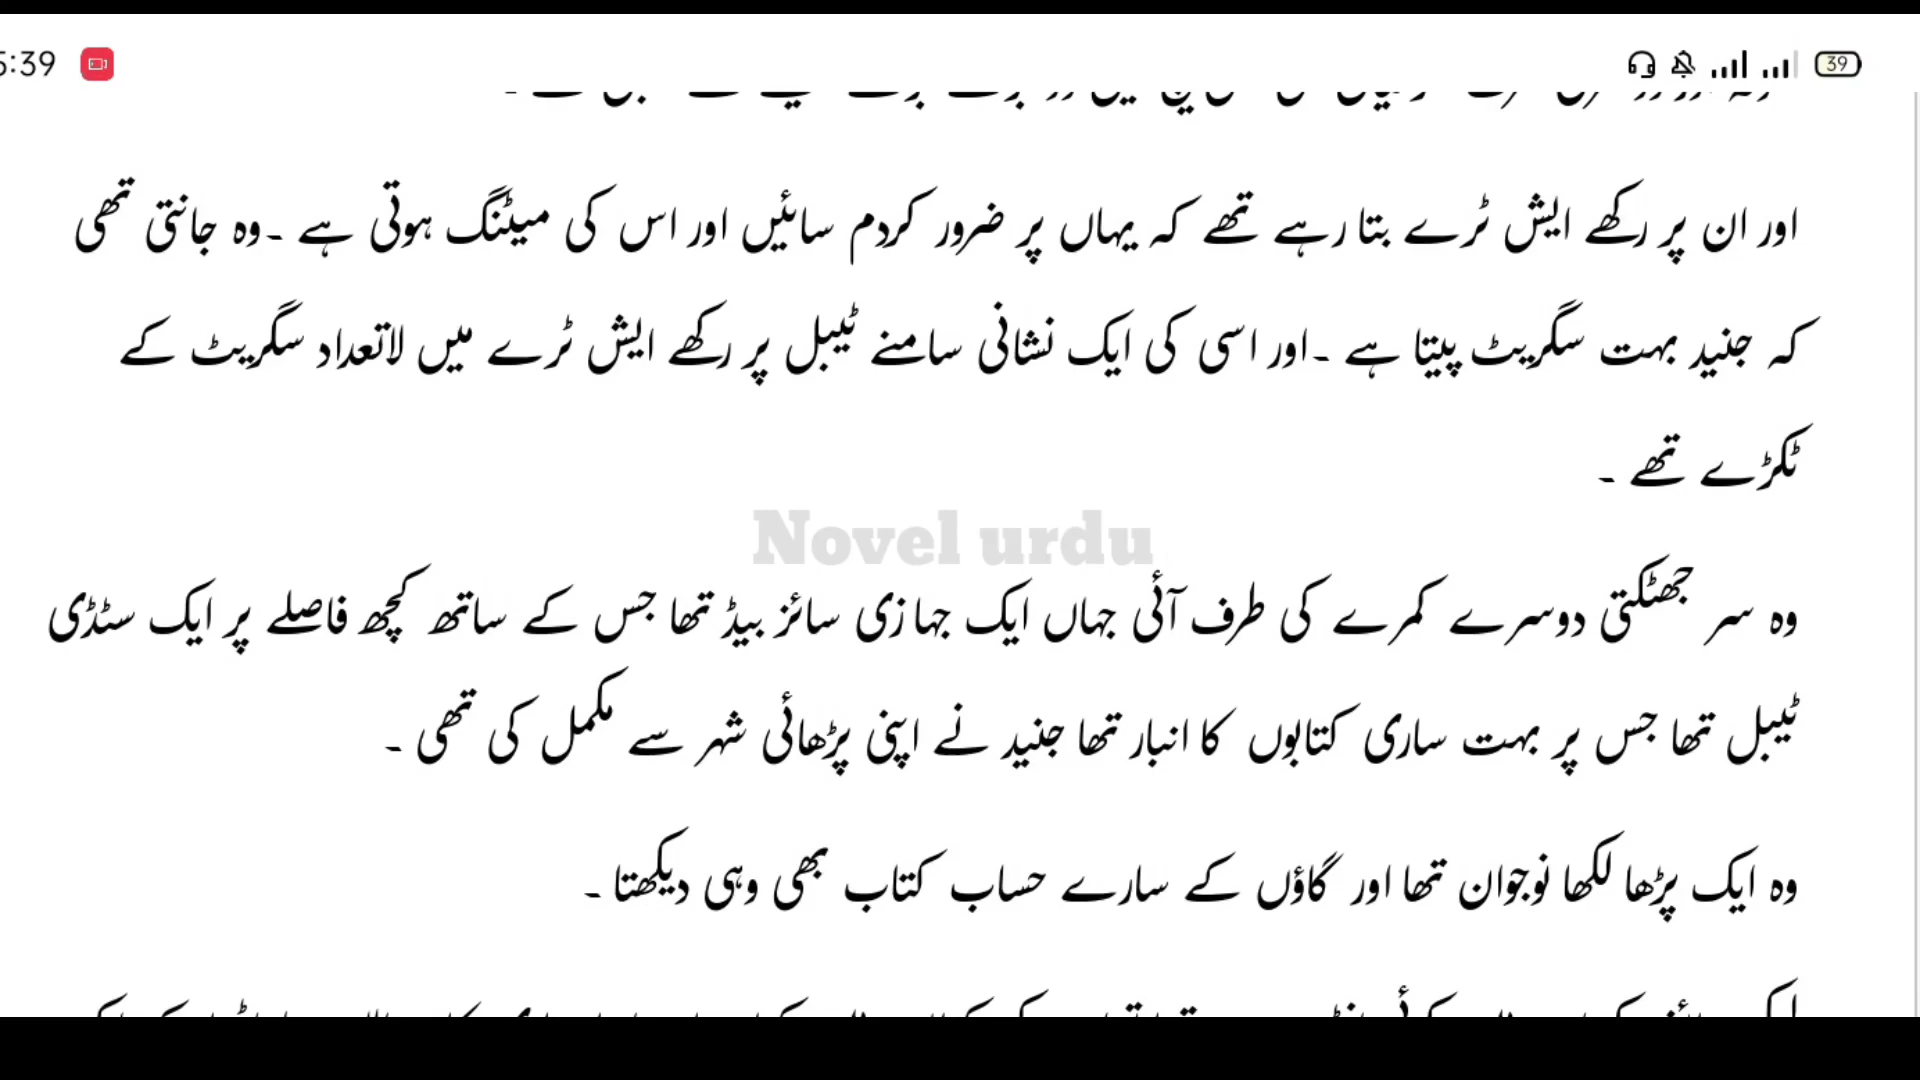 5:39
39
اور ان پر رکھے ایش ٹرے بتا رہے تھے کہ یہاں پر ضرور کردم سائیں اور اس کی میٹنگ ہوتی ہے ۔وہ جانتی تھی
کہ جنید بہت سگریٹ پیتا ہے ۔اور اسی کی ایک نشانی سامنے ٹیبل پر رکھے ایش ٹرے میں لاتعداد سگریٹ کے
ٹکڑے تھے ۔
Novel urdu
وہ سر جھٹکتی دوسرے کمرے کی طرف آئی جہاں ایک جہازی سائز بیڈ تھا جس کے ساتھ کچھ فاصلے پر ایک سٹڈی
ٹیبل تھا جس پر بہت ساری کتابوں کا انبار تھا جنید نے اپنی پڑھائی شہر سے مکمل کی تھی ۔
وہ ایک پڑھا لکھا نوجوان تھا اور گاؤں کے سارے حساب کتاب بھی وہی دیکھتا ۔